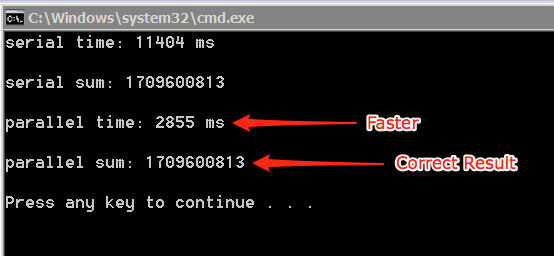 C:\Windows\system32\cmd.exe
serial time: 11404 ms
serial sum: 1709600813
parallel time: 2855 ms
Faster
parallel sum: 1709600813
Correct Result
Press any key to continue . . .